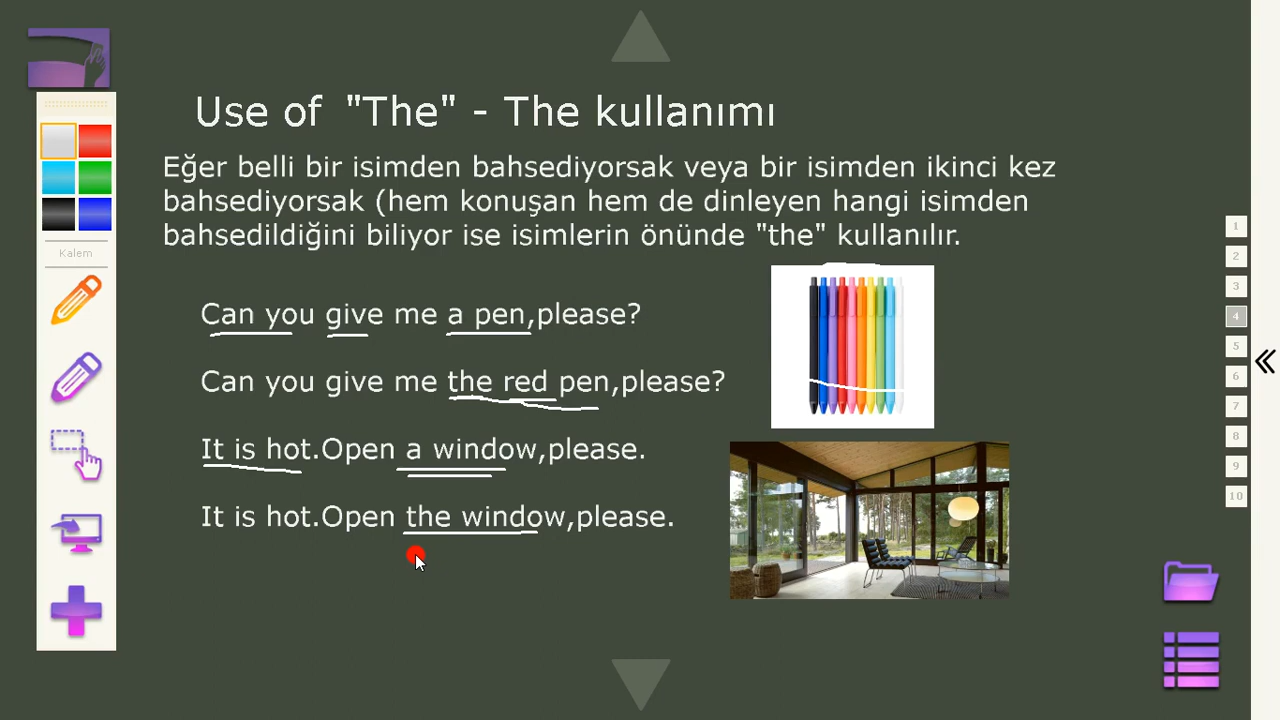 Use of "The" - The kullanımı
Eğer belli bir isimden bahsediyorsak veya bir isimden ikinci kez
bahsediyorsak (hem konuşan hem de dinleyen hangi isimden
bahsedildiğini biliyor ise isimlerin önünde "the" kullanılır.
Kalem
Can you give me a pen,please?
Can you give me the red pen,please?
It is hot.Open a window,please.
It is hot.Open the window,please.
1
2
3
4
5
6
7
8
9
10